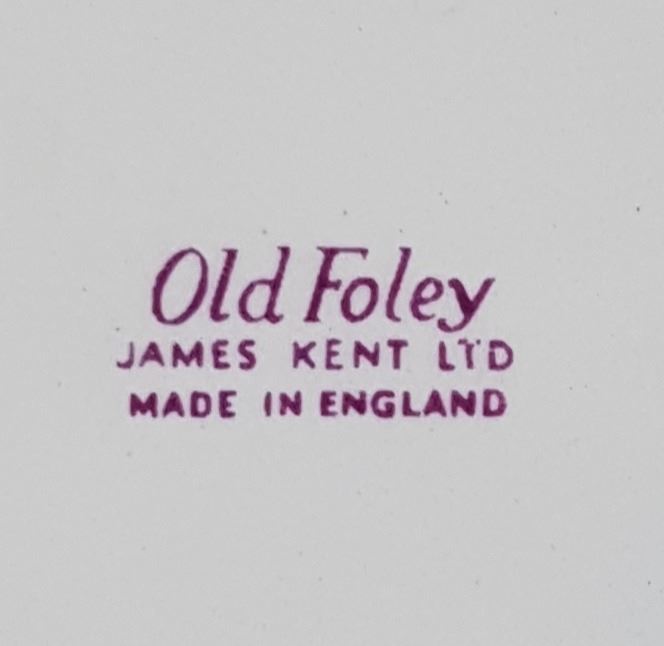 Old Foley
JAMES KENT LTD
MADE IN ENGLAND